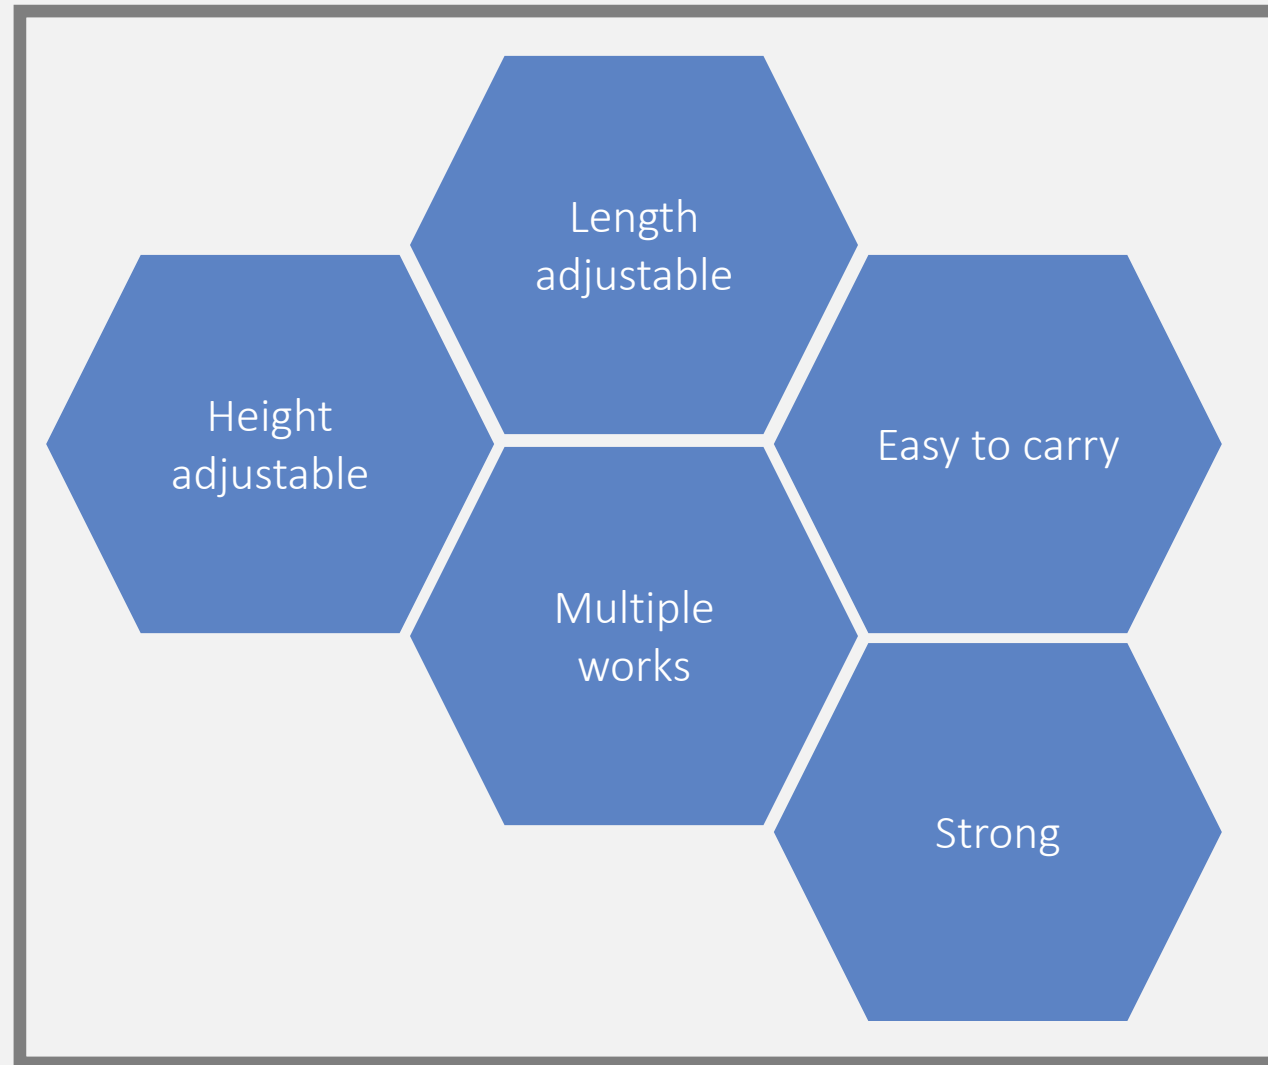 Length
adjustable
Height
adjustable
Easy to carry
Multiple
works
Strong